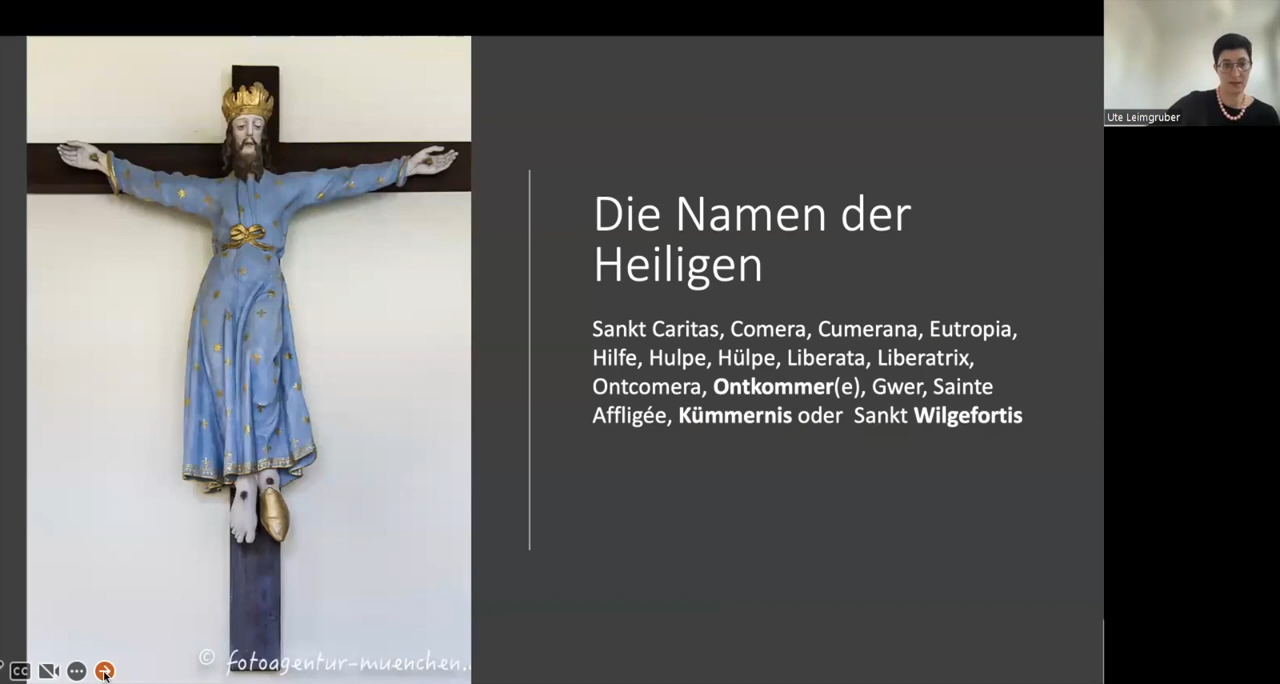 Ute Leimgruber
Die Namen der
Heiligen
Sankt Caritas, Comera, Cumerana, Eutropia,
Hilfe, Hulpe, Hülpe, Liberata, Liberatrix,
Ontcomera, Ontkommer(e), Gwer, Sainte
Affligée, Kümmernis oder  Sankt Wilgefortis
© fotoagentur-muenchen.
CC